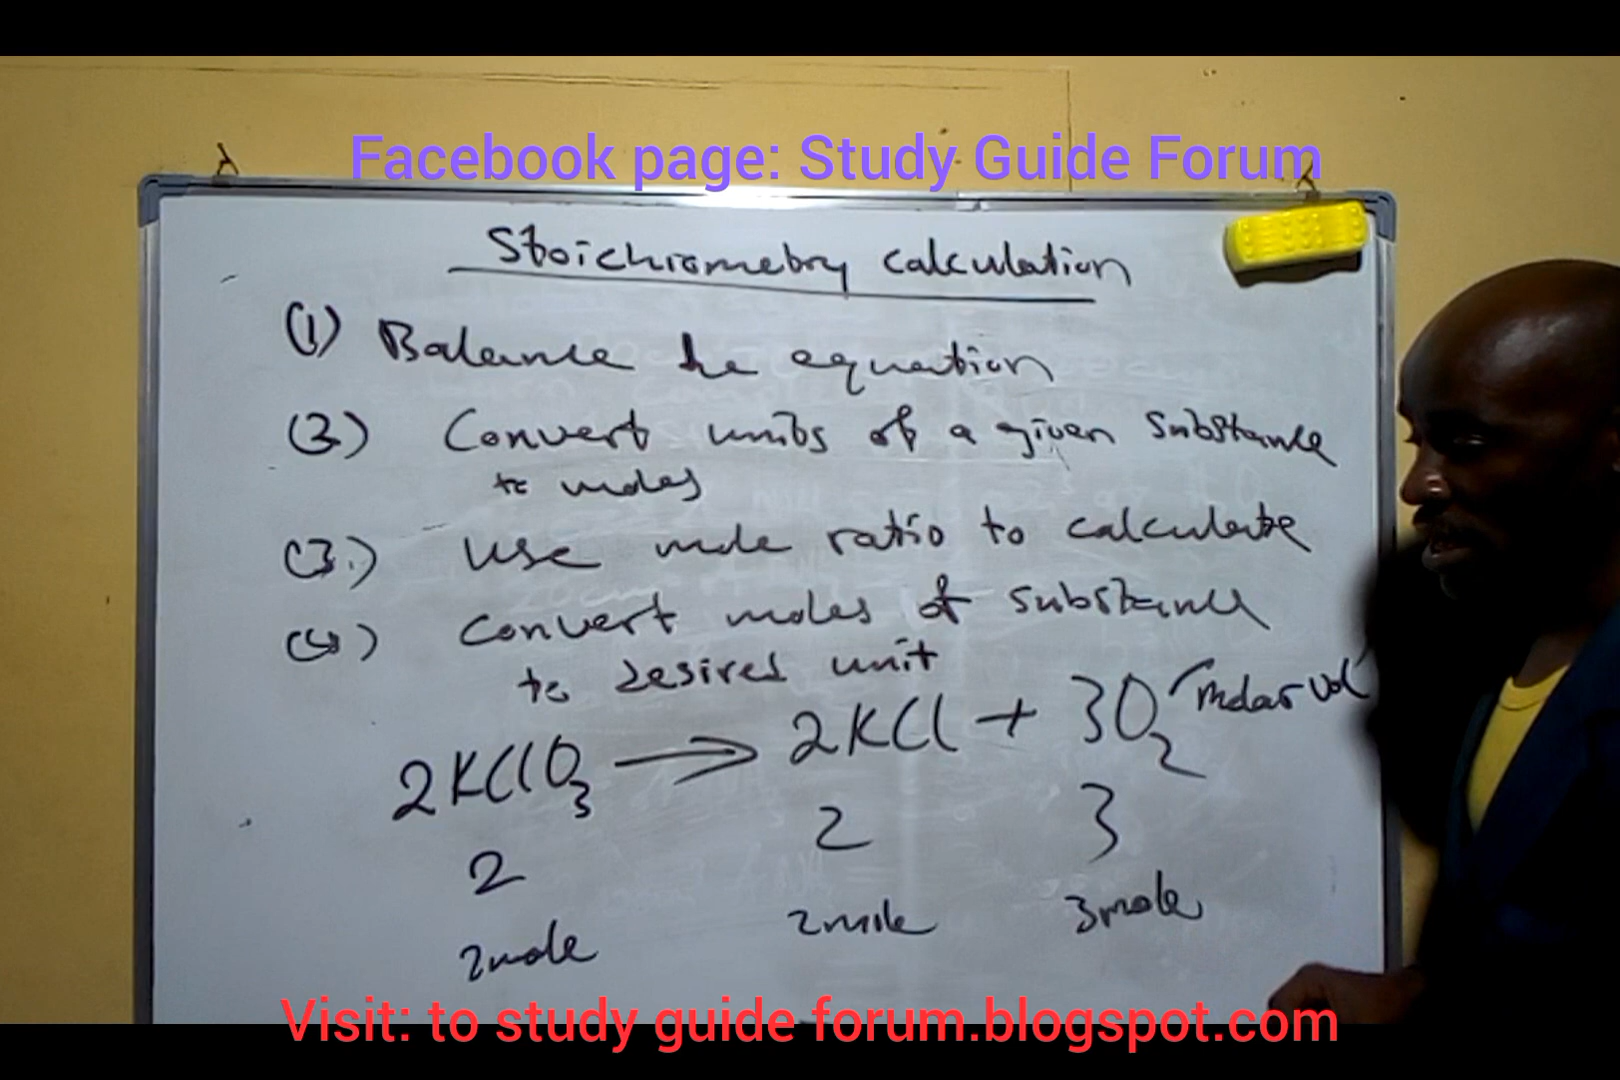 Facebook page: Study Guide Forum
Stoichiometry calculation
(1) Balance the equation
(2) Convert units of a given substance
to moles
(3.) Use mole ratio to calculate
(4) Convert moles of substance
to desired unit
2KClO3 → 2KCl + 3O2 molar vol
2 2 3
2mole 2mole 3mole
Visit: to study guide forum.blogspot.com